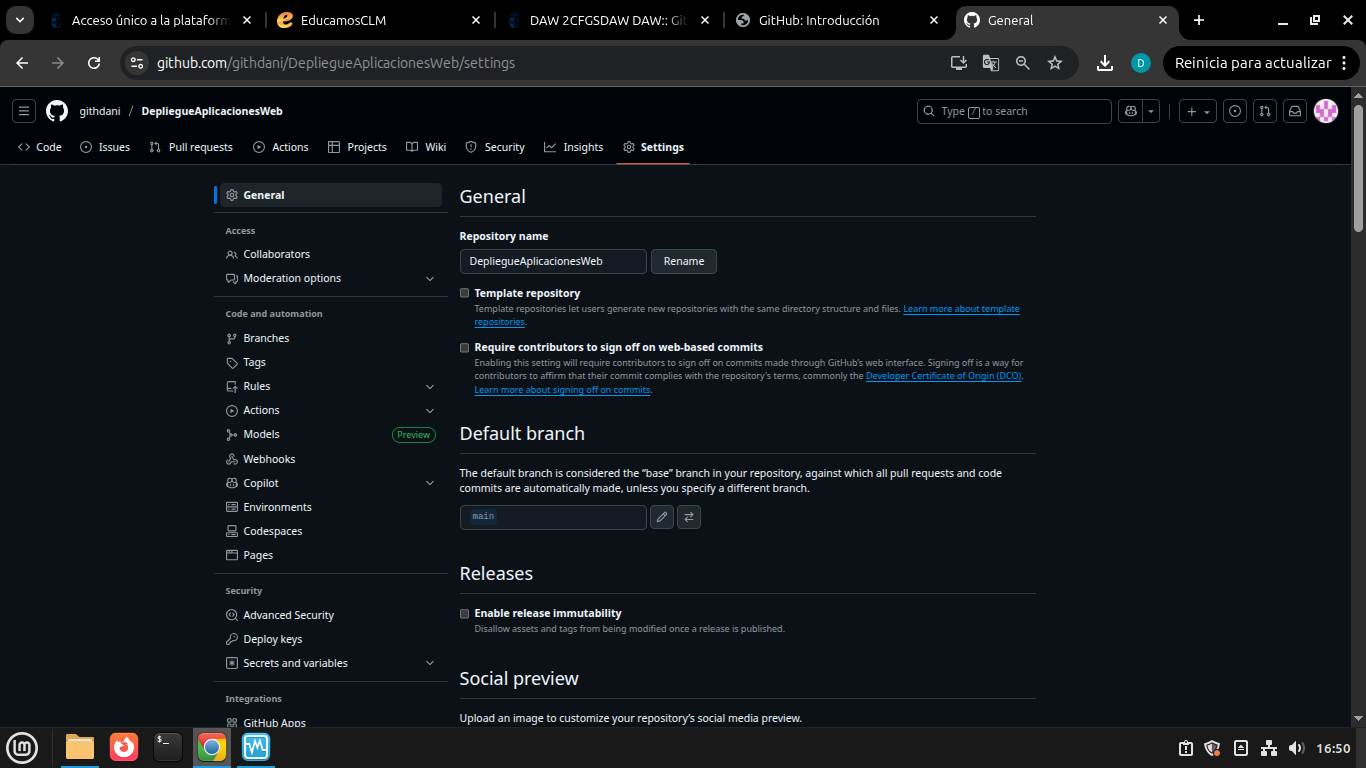 Acceso único a la plataform
EducamosCLM
DAW 2CFGSDAW DAW:: Git
GitHub: Introducción
General
github.com/githdani/DepliegueAplicacionesWeb/settings
D
Reinicia para actualizar
githdani / DepliegueAplicacionesWeb
Type / to search
Code
Issues
Pull requests
Actions
Projects
Wiki
Security
Insights
Settings
General
Access
Collaborators
Moderation options
Code and automation
Branches
Tags
Rules
Actions
Models
Preview
Webhooks
Copilot
Environments
Codespaces
Pages
Security
Advanced Security
Deploy keys
Secrets and variables
Integrations
GitHub Apps
General
Repository name
DepliegueAplicacionesWeb
Rename
Template repository
Template repositories let users generate new repositories with the same directory structure and files. Learn more about template
repositories.
Require contributors to sign off on web-based commits
Enabling this setting will require contributors to sign off on commits made through GitHub's web interface. Signing off is a way for
contributors to affirm that their commit complies with the repository's terms, commonly the Developer Certificate of Origin (DCO).
Learn more about signing off on commits.
Default branch
The default branch is considered the “base” branch in your repository, against which all pull requests and code
commits are automatically made, unless you specify a different branch.
main
Releases
Enable release immutability
Disallow assets and tags from being modified once a release is published.
Social preview
Upload an image to customize your repository's social media preview.
16:50